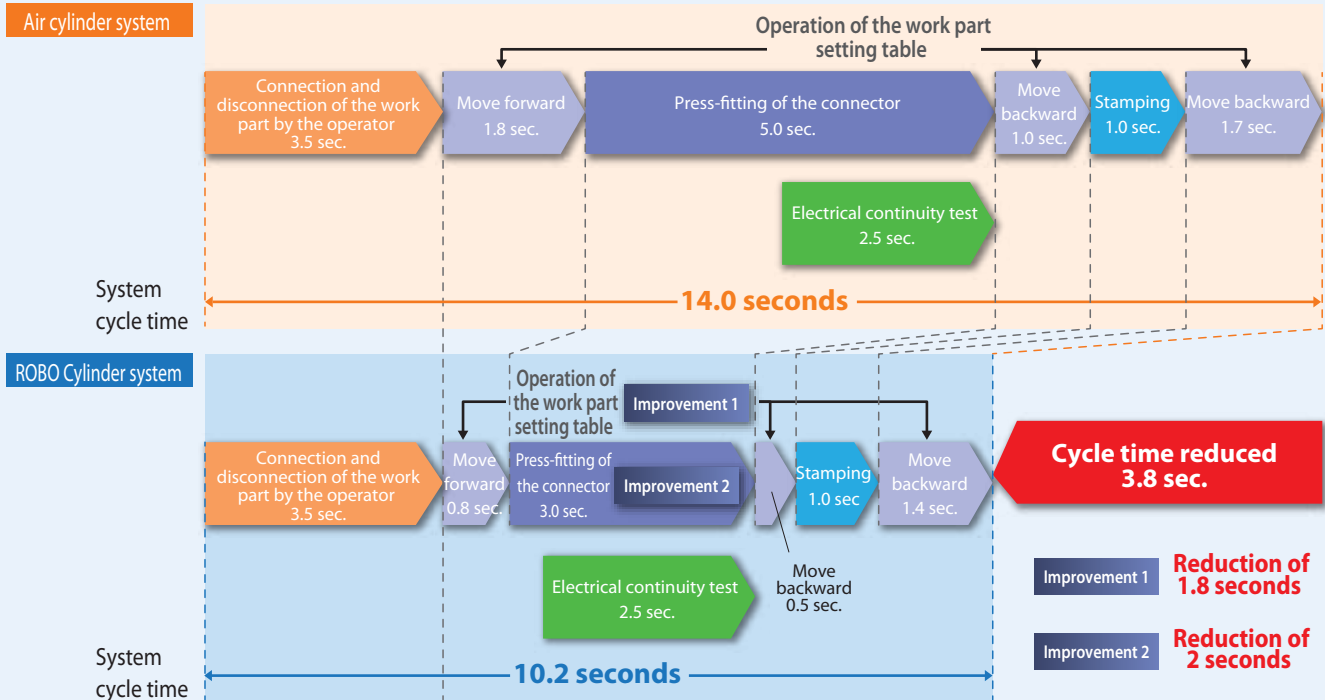 Air cylinder system
Operation of the work part
setting table
Connection and
disconnection of the work
part by the operator
3.5 sec.
Move forward
1.8 sec.
Press-fitting of the connector
5.0 sec.
Move
backward
1.0 sec.
Stamping
1.0 sec.
Move backward
1.7 sec.
Electrical continuity test
2.5 sec.
System
cycle time
14.0 seconds
ROBO Cylinder system
Operation of
the work part
setting table
Improvement 1
Connection and
disconnection of the work
part by the operator
3.5 sec.
Move
forward
0.8 sec.
Press-fitting of
the connector
3.0 sec.
Improvement 2
Stamping
1.0 sec
Move
backward
1.4 sec.
Cycle time reduced
3.8 sec.
Electrical continuity test
2.5 sec.
Move
backward
0.5 sec.
Improvement 1
Reduction of
1.8 seconds
Improvement 2
Reduction of
2 seconds
System
cycle time
10.2 seconds